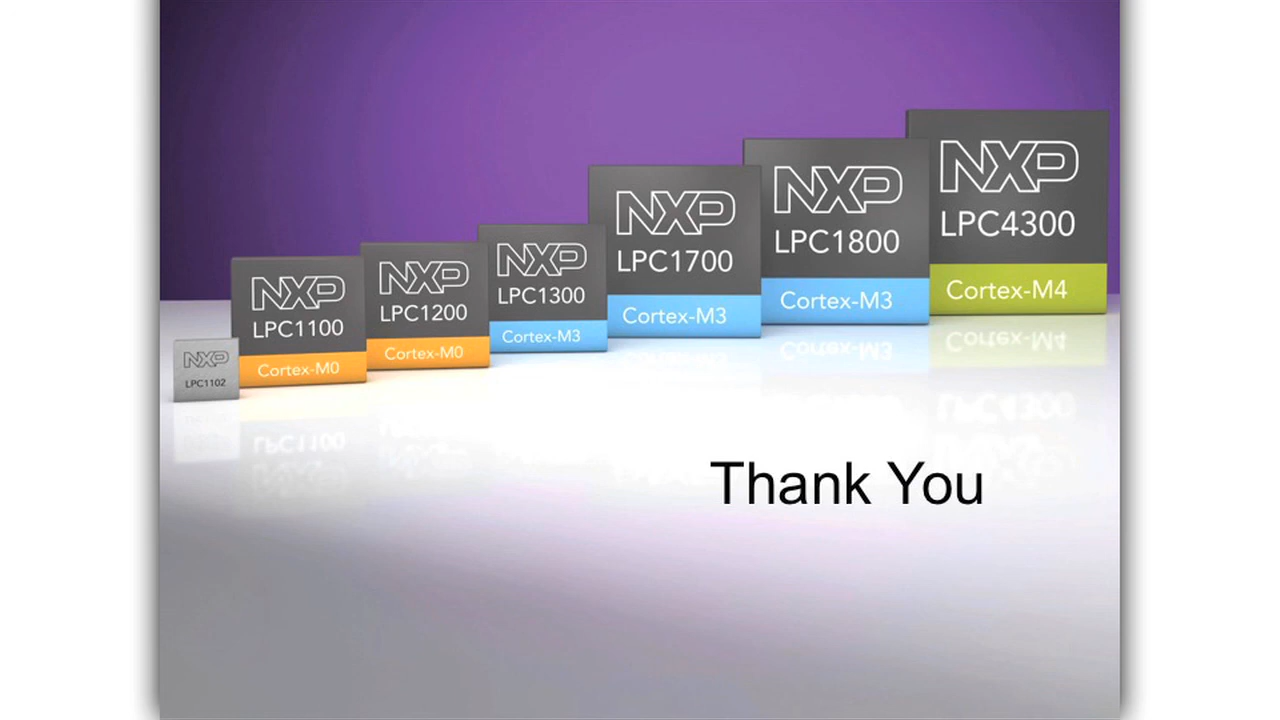 NXP
LPC1102
NXP
LPC1100
Cortex-M0
NXP
LPC1200
Cortex-M0
NXP
LPC1300
Cortex-M3
NXP
LPC1700
Cortex-M3
NXP
LPC1800
Cortex-M3
NXP
LPC4300
Cortex-M4
Thank You